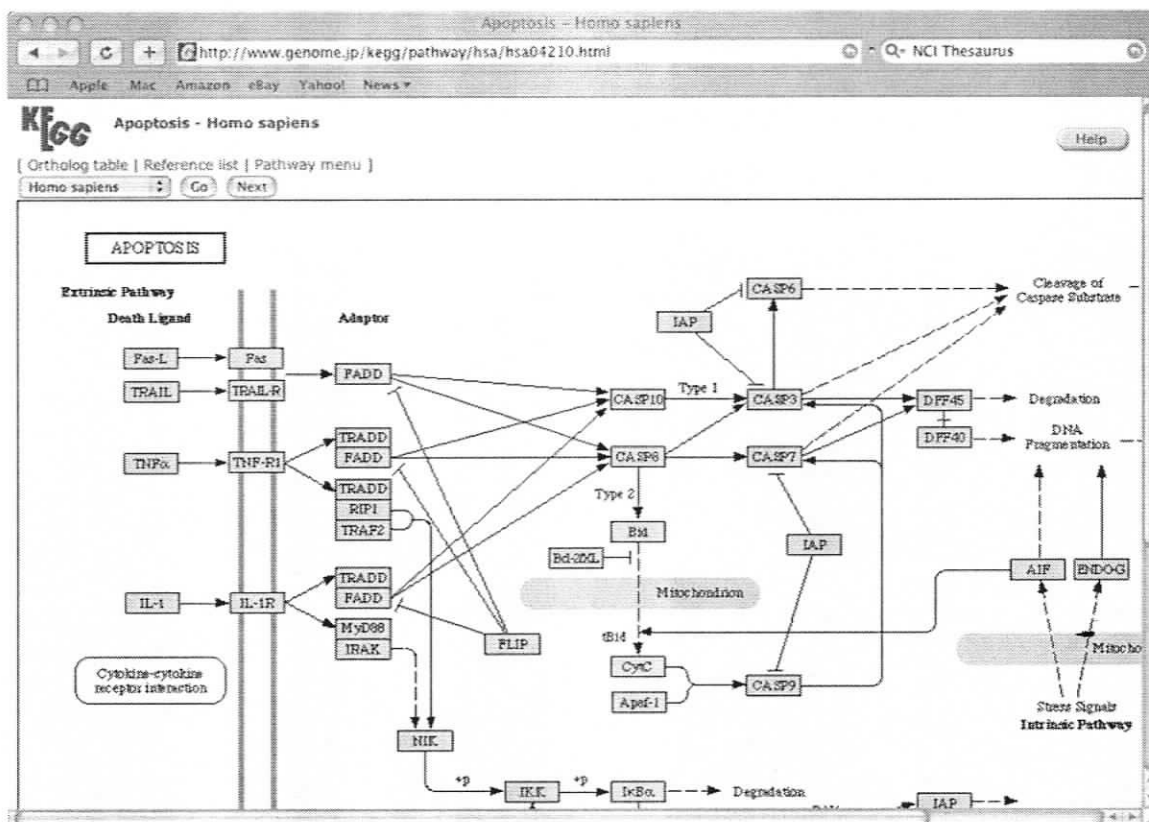 Apoptosis - Homo sapiens
http://www.genome.jp/kegg/pathway/hsa/hsa04210.html
NCI Thesaurus
Apple Mac Amazon eBay Yahoo! News
KEGG
Apoptosis - Homo sapiens
Help
[ Ortholog table | Reference list | Pathway menu ]
Homo sapiens Go Next
APOPTOSIS
Extrinsic Pathway
Death Ligand
Adaptor
Cleavage of
Caspase Substrate
CASP6
IAP
Fas-L Fas
FADD
TRAIL TRAIL-R
Type 1
CASP10 CASP3 DFF45 Degradation
TRADD
FADD
DFF40
DNA
Fragmentation
TNFα TNF-R1
CASP8 CASP7
TRADD
RIP1
TRAF2
Type 2
Bid
Bcl-2/XL
IAP
AIF ENDO-G
TRADD
FADD
Mitochondrion
IL-1 IL-1R
MyD88
IRAK
FLIP
tBid
Mitocho
CytC
Cytokine-cytokine
receptor interaction
CASP9
Apaf-1
Stress Signals
Intrinsic Pathway
NIK
+p +p
IKK IκBα Degradation
IAP